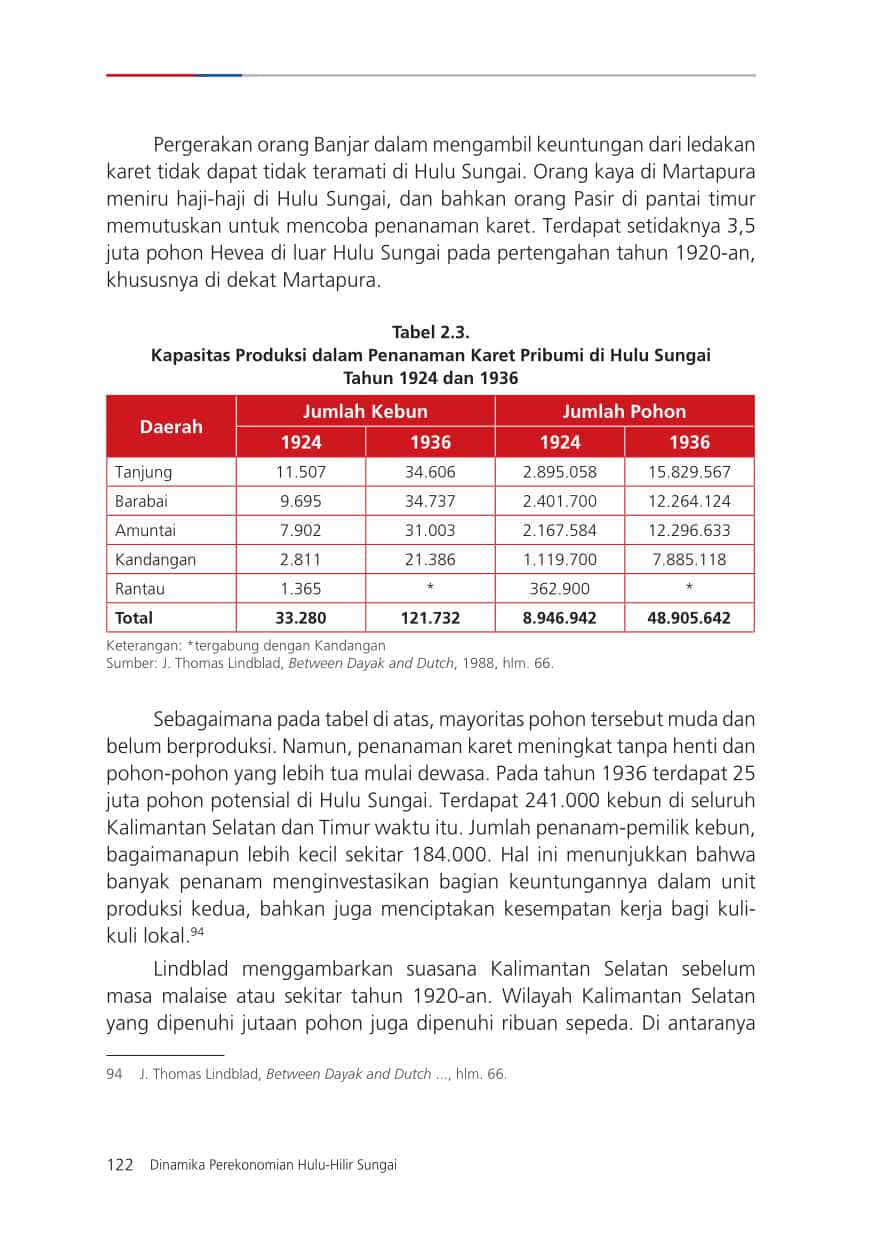 Pergerakan orang Banjar dalam mengambil keuntungan dari ledakan
karet tidak dapat tidak teramati di Hulu Sungai. Orang kaya di Martapura
meniru haji-haji di Hulu Sungai, dan bahkan orang Pasir di pantai timur
memutuskan untuk mencoba penanaman karet. Terdapat setidaknya 3,5
juta pohon Hevea di luar Hulu Sungai pada pertengahan tahun 1920-an,
khususnya di dekat Martapura.
Tabel 2.3.
Kapasitas Produksi dalam Penanaman Karet Pribumi di Hulu Sungai
Tahun 1924 dan 1936
Daerah Jumlah Kebun Jumlah Pohon
1924 1936 1924 1936
Tanjung 11.507 34.606 2.895.058 15.829.567
Barabai 9.695 34.737 2.401.700 12.264.124
Amuntai 7.902 31.003 2.167.584 12.296.633
Kandangan 2.811 21.386 1.119.700 7.885.118
Rantau 1.365 * 362.900 *
Total 33.280 121.732 8.946.942 48.905.642
Keterangan: *tergabung dengan Kandangan
Sumber: J. Thomas Lindblad, Between Dayak and Dutch, 1988, hlm. 66.
Sebagaimana pada tabel di atas, mayoritas pohon tersebut muda dan
belum berproduksi. Namun, penanaman karet meningkat tanpa henti dan
pohon-pohon yang lebih tua mulai dewasa. Pada tahun 1936 terdapat 25
juta pohon potensial di Hulu Sungai. Terdapat 241.000 kebun di seluruh
Kalimantan Selatan dan Timur waktu itu. Jumlah penanam-pemilik kebun,
bagaimanapun lebih kecil sekitar 184.000. Hal ini menunjukkan bahwa
banyak penanam menginvestasikan bagian keuntungannya dalam unit
produksi kedua, bahkan juga menciptakan kesempatan kerja bagi kuli-
kuli lokal.94
Lindblad menggambarkan suasana Kalimantan Selatan sebelum
masa malaise atau sekitar tahun 1920-an. Wilayah Kalimantan Selatan
yang dipenuhi jutaan pohon juga dipenuhi ribuan sepeda. Di antaranya
94 J. Thomas Lindblad, Between Dayak and Dutch ..., hlm. 66.
122 Dinamika Perekonomian Hulu-Hilir Sungai